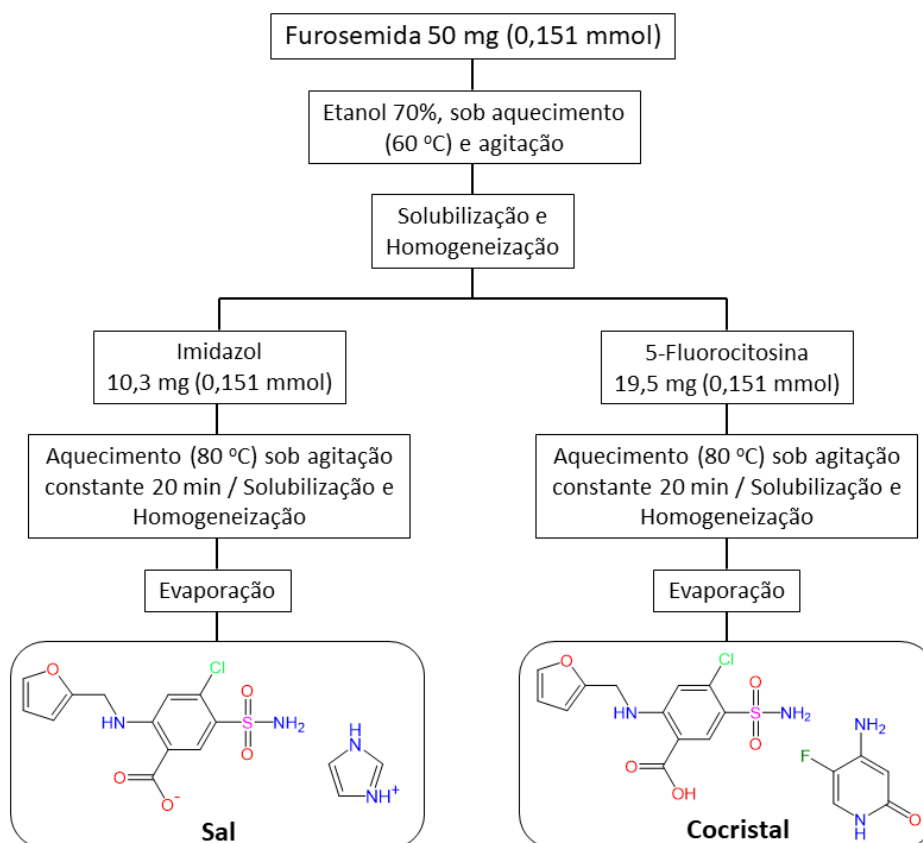 Furosemida 50 mg (0,151 mmol)
Etanol 70%, sob aquecimento
(60 ºC) e agitação
Solubilização e
Homogeneização
Imidazol
10,3 mg (0,151 mmol)
5-Fluorocitosina
19,5 mg (0,151 mmol)
Aquecimento (80 ºC) sob agitação
constante 20 min / Solubilização e
Homogeneização
Aquecimento (80 ºC) sob agitação
constante 20 min / Solubilização e
Homogeneização
Evaporação
Evaporação
O
Cl
NH
S
O
O
NH₂
O
O⁻
NH
NH+
Sal
O
Cl
NH
S
O
O
NH₂
O
OH
NH₂
F
N
H
O
Cocristal